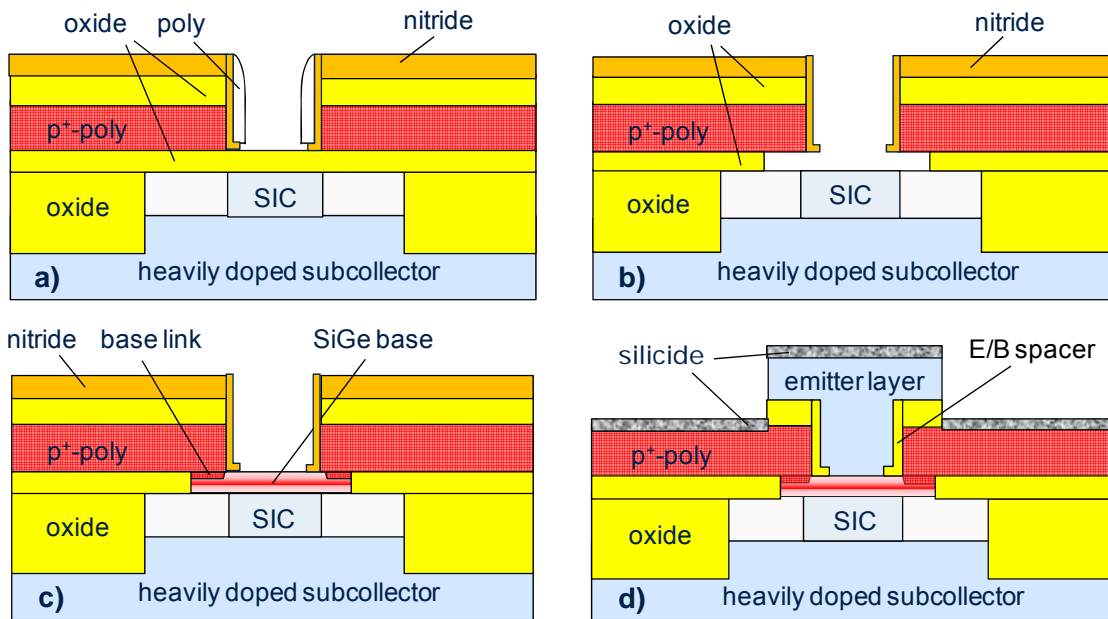 oxide poly nitride
p⁺-poly
SIC
oxide
heavily doped subcollector
a)
oxide nitride
p⁺-poly
SIC
oxide
heavily doped subcollector
b)
nitride base link SiGe base
p⁺-poly
SIC
oxide
heavily doped subcollector
c)
silicide E/B spacer
emitter layer
p⁺-poly
SIC
oxide
heavily doped subcollector
d)